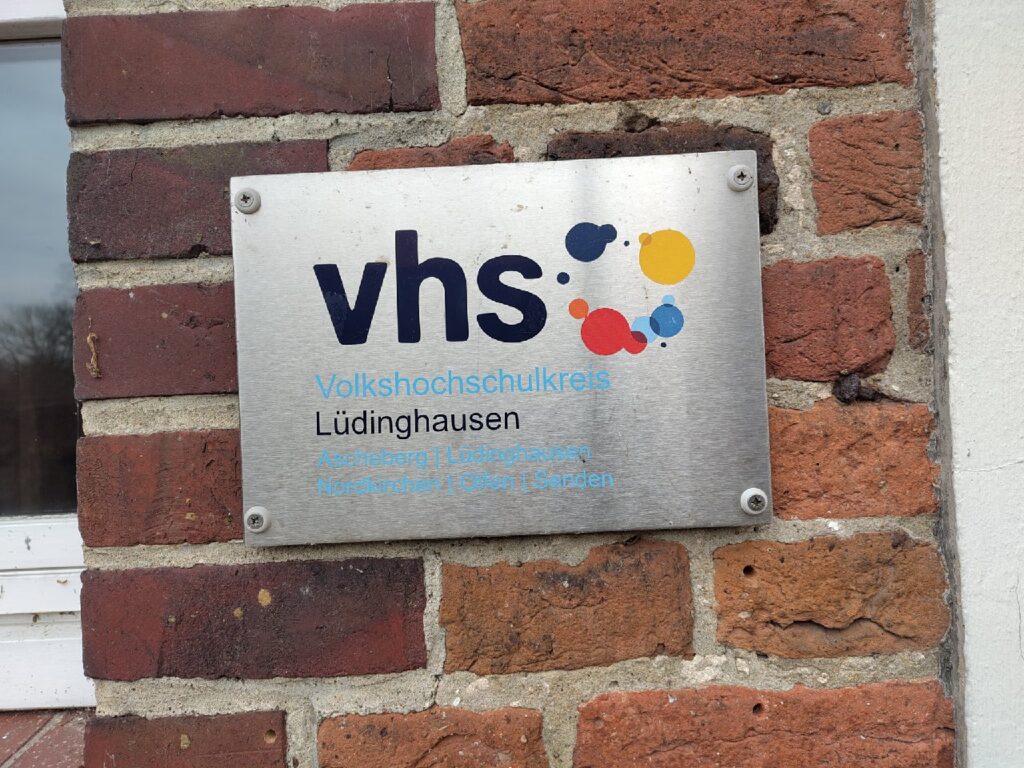 vhs
Volkshochschulkreis
Lüdinghausen
Ascheberg | Lüdinghausen
Nordkirchen | Olfen | Senden